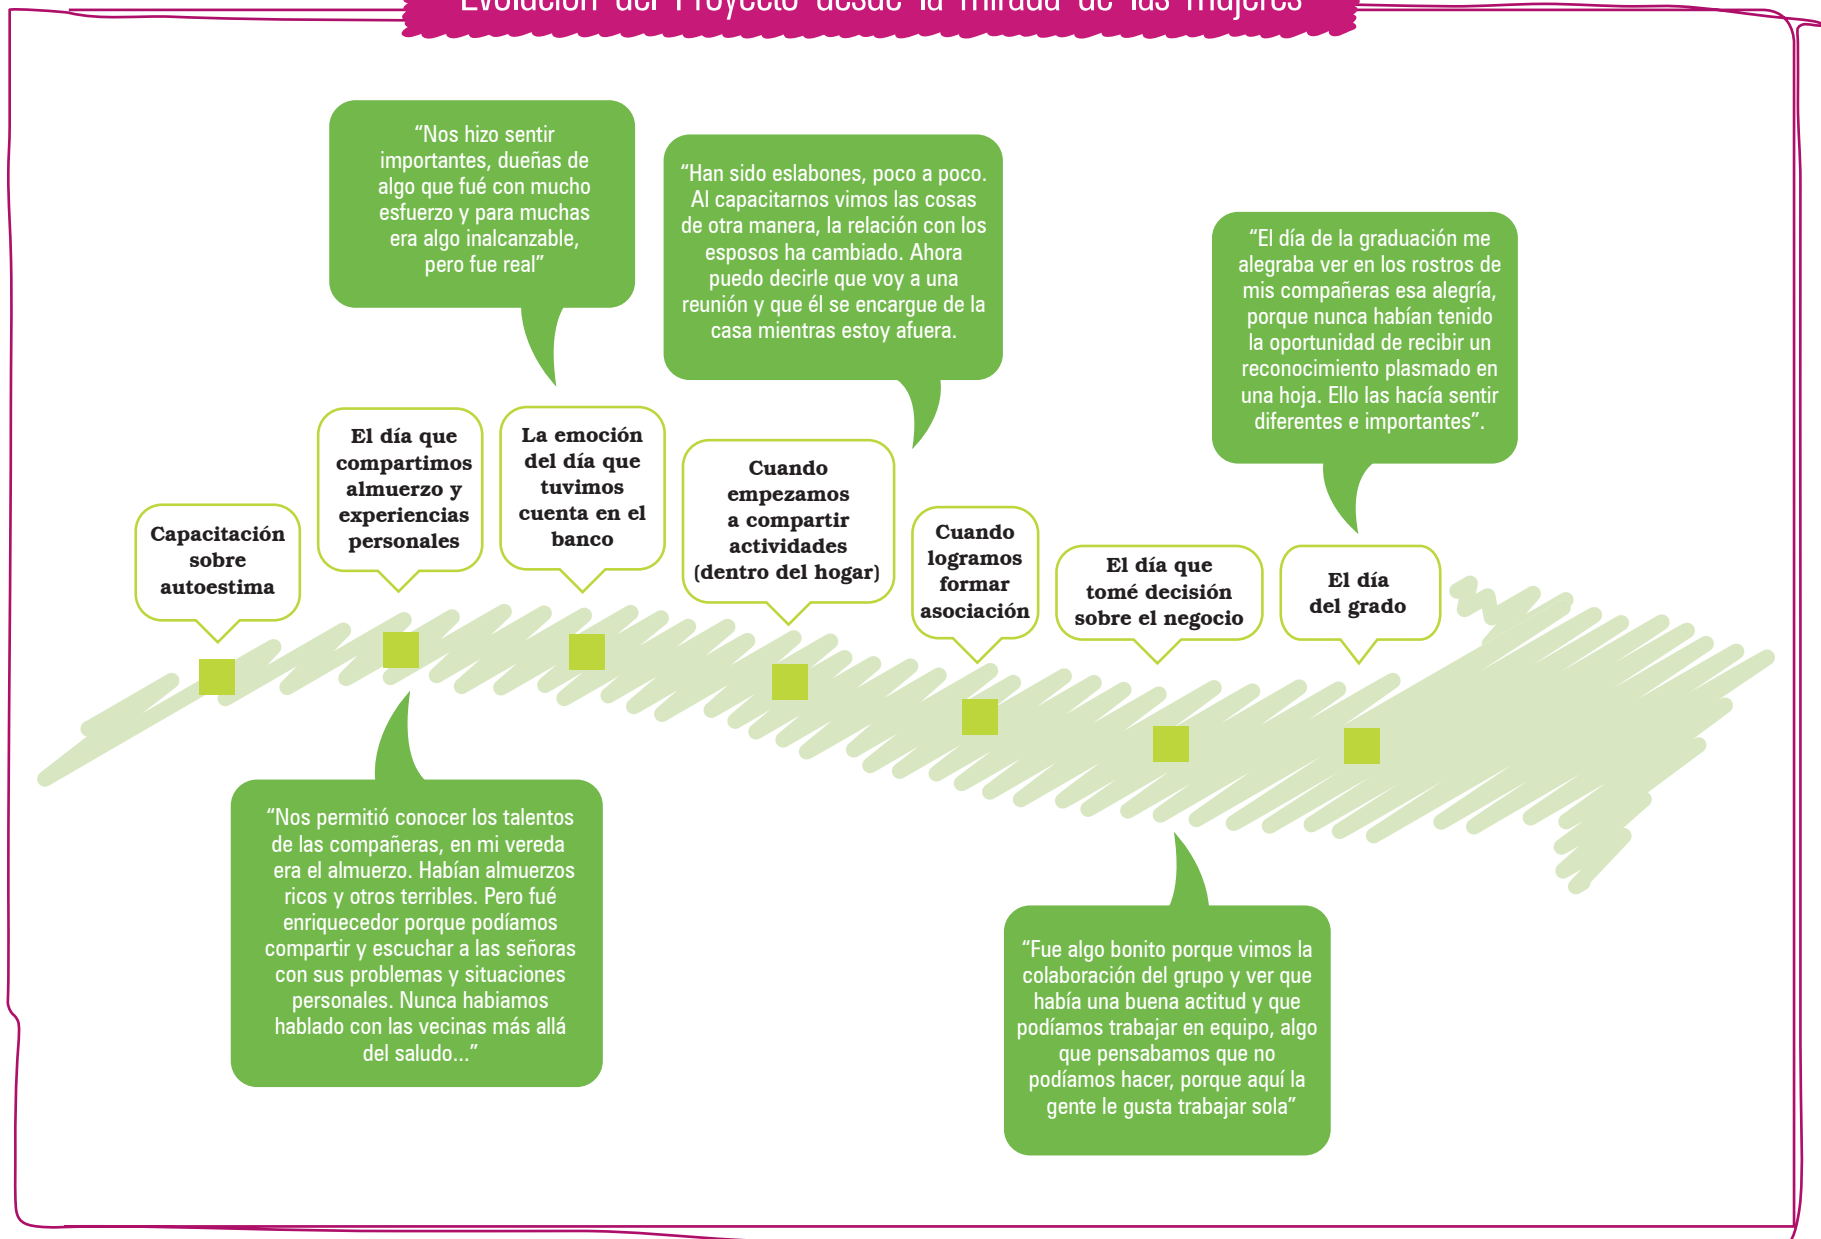 Evolución del Proyecto desde la mirada de las mujeres
“Nos hizo sentir
importantes, dueñas de
algo que fué con mucho
esfuerzo y para muchas
era algo inalcanzable,
pero fue real”
“Han sido eslabones, poco a poco.
Al capacitarnos vimos las cosas
de otra manera, la relación con los
esposos ha cambiado. Ahora
puedo decirle que voy a una
reunión y que él se encargue de la
casa mientras estoy afuera.
“El día de la graduación me
alegraba ver en los rostros de
mis compañeras esa alegría,
porque nunca habían tenido
la oportunidad de recibir un
reconocimiento plasmado en
una hoja. Ello las hacía sentir
diferentes e importantes”.
Capacitación
sobre
autoestima
El día que
compartimos
almuerzo y
experiencias
personales
La emoción
del día que
tuvimos
cuenta en el
banco
Cuando
empezamos
a compartir
actividades
(dentro del hogar)
Cuando
logramos
formar
asociación
El día que
tomé decisión
sobre el negocio
El día
del grado
“Nos permitió conocer los talentos
de las compañeras, en mi vereda
era el almuerzo. Habían almuerzos
ricos y otros terribles. Pero fué
enriquecedor porque podíamos
compartir y escuchar a las señoras
con sus problemas y situaciones
personales. Nunca habiamos
hablado con las vecinas más allá
del saludo...”
“Fue algo bonito porque vimos la
colaboración del grupo y ver que
había una buena actitud y que
podíamos trabajar en equipo, algo
que pensabamos que no
podíamos hacer, porque aquí la
gente le gusta trabajar sola”